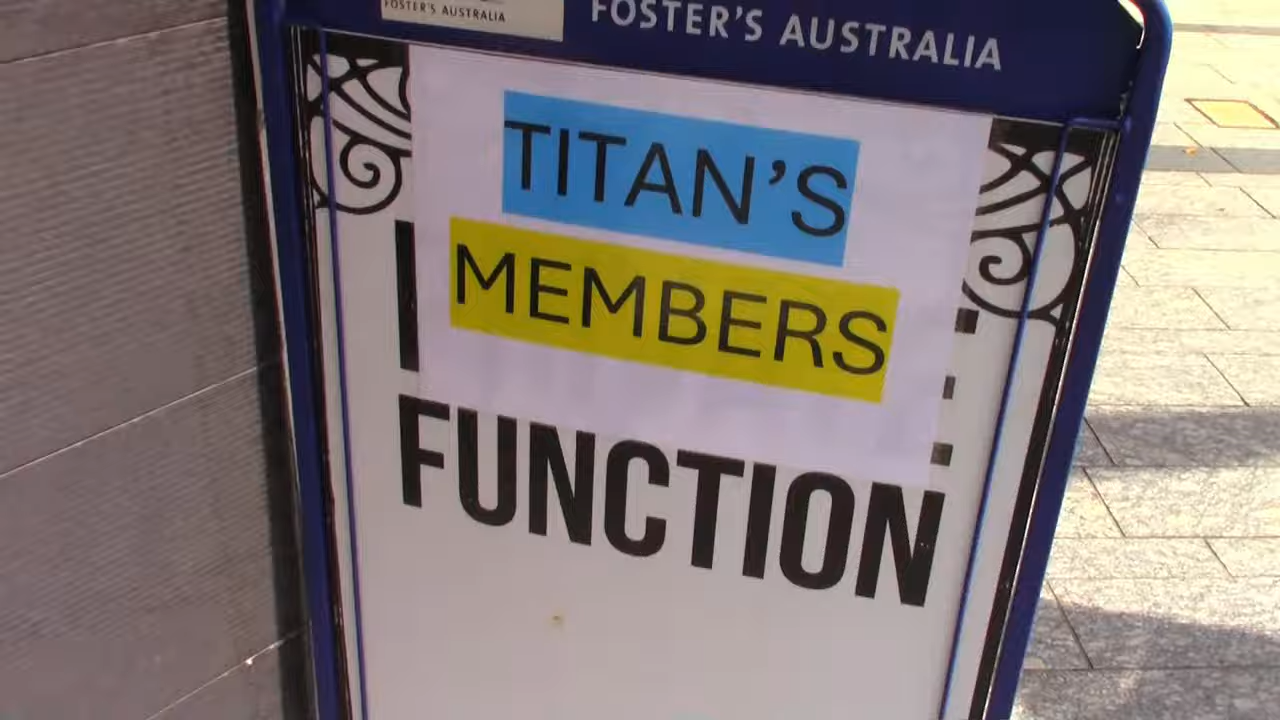 FOSTER'S AUSTRALIA
FOSTER'S AUSTRALIA
TITAN'S
MEMBERS
FUNCTION